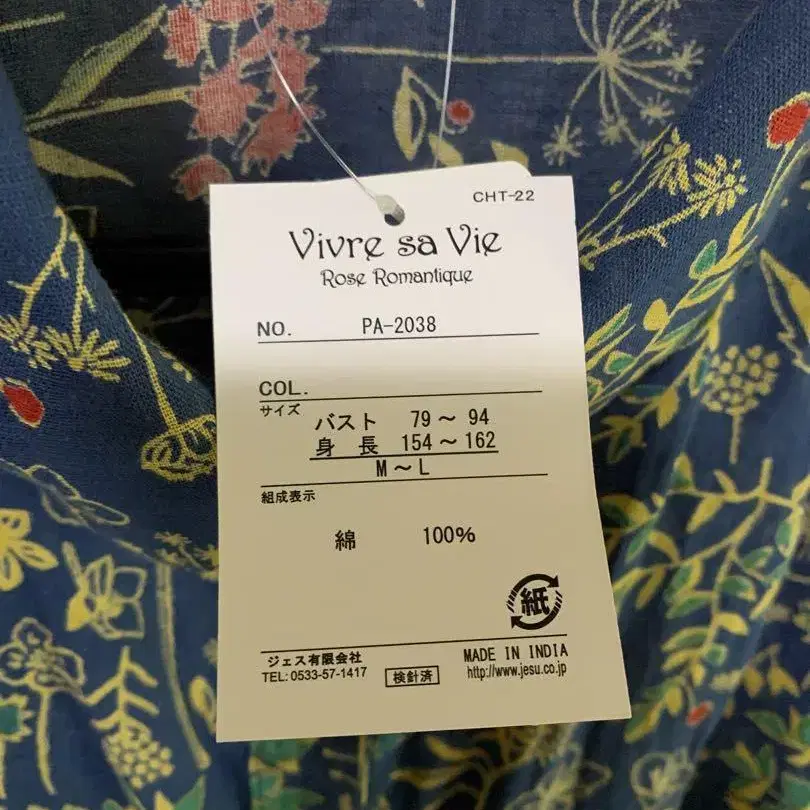 CHT-22
Vivre sa Vie
Rose Romantique
NO. PA-2038
COL.
サイズ
バスト 79～94
身長 154～162
M～L
組成表示
綿 100%
紙
ジェス有限会社 MADE IN INDIA
TEL: 0533-57-1417 検針済 http://www.jesu.co.jp